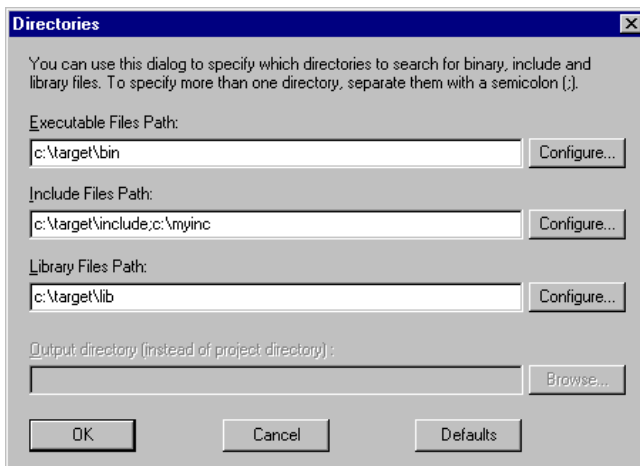 Directories
You can use this dialog to specify which directories to search for binary, include and
library files. To specify more than one directory, separate them with a semicolon (;).
Executable Files Path:
c:\target\bin
Configure...
Include Files Path:
c:\target\include;c:\myinc
Configure...
Library Files Path:
c:\target\lib
Configure...
Output directory (instead of project directory) :
Browse...
OK
Cancel
Defaults